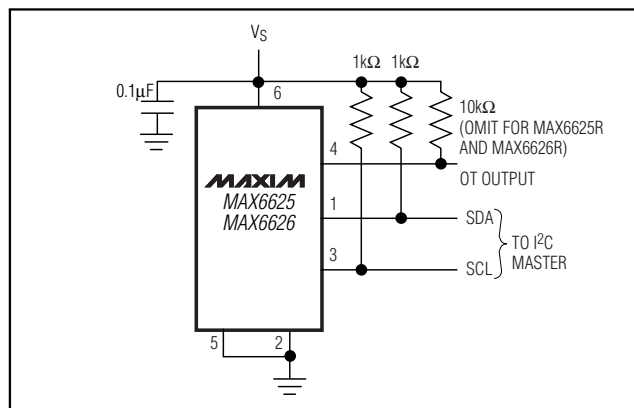 VS
1kΩ 1kΩ
0.1μF
6
10kΩ
(OMIT FOR MAX6625R
AND MAX6626R)
4
OT OUTPUT
MAXIM
MAX6625
MAX6626
1
SDA
TO I2C
MASTER
3
SCL
5
2